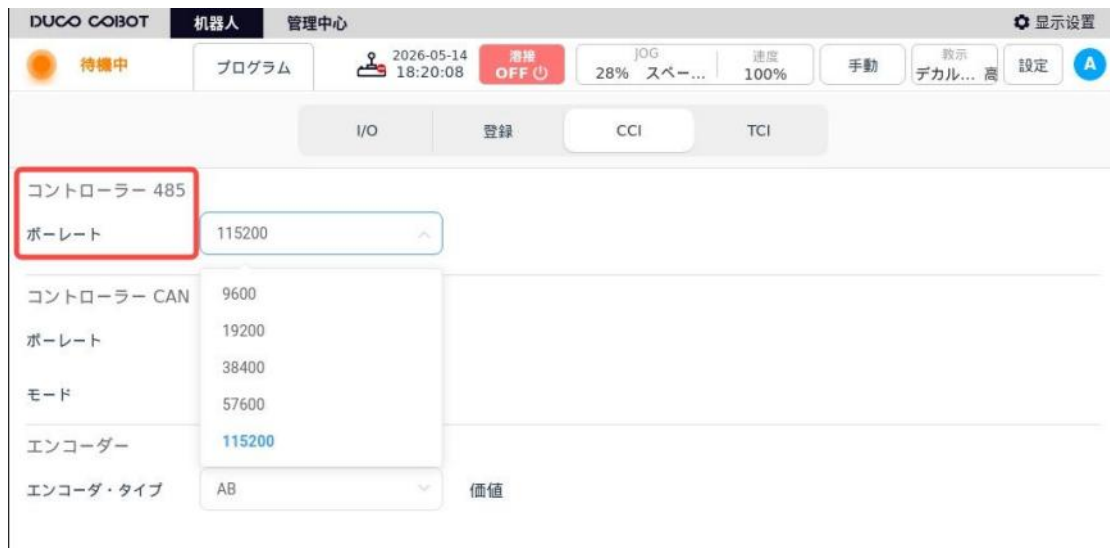 DUCO COBOT 机器人 管理中心 显示设置
待機中 プログラム 2026-05-14 18:20:08 溶接 OFF JOG 28% スペー... 速度 100% 手動 教示 デカル... 高 設定 A
I/O 登録 CCI TCI
コントローラー 485
ボーレート 115200
9600
コントローラー CAN
19200
ボーレート
38400
モード
57600
115200
エンコーダー
エンコーダ・タイプ AB 価値